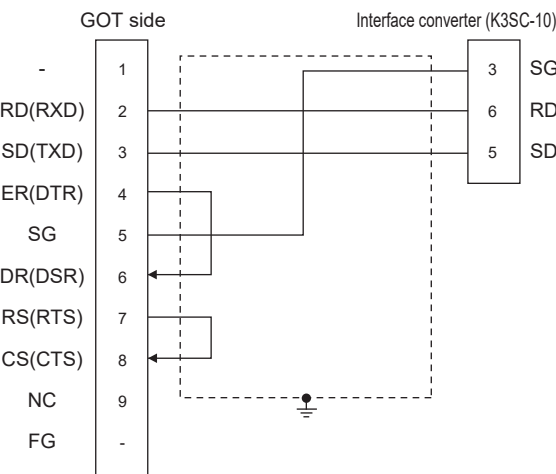 GOT side Interface converter (K3SC-10)
- 1 3 SG
RD(RXD) 2 6 RD
SD(TXD) 3 5 SD
ER(DTR) 4
SG 5
DR(DSR) 6
RS(RTS) 7
CS(CTS) 8
NC 9
FG -